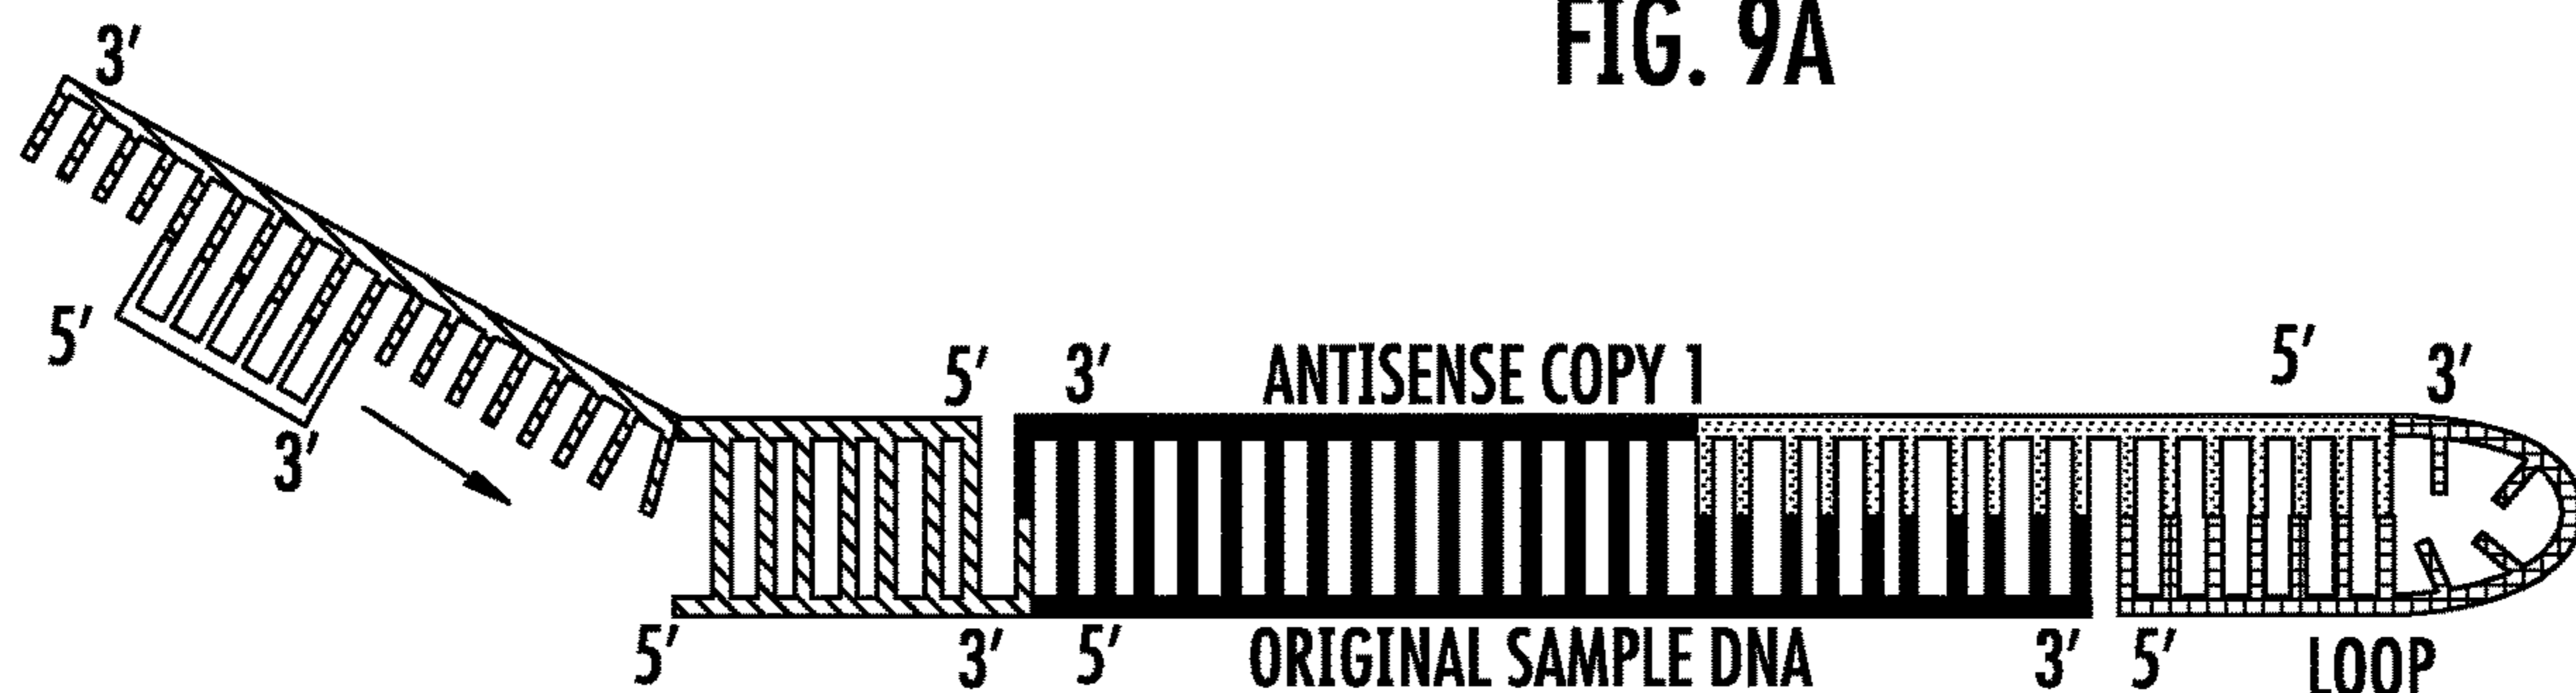 FIG. 9A
3'
5'
3'
5' 3' ANTISENSE COPY 1 5' 3'
5' 3' 5' ORIGINAL SAMPLE DNA 3' 5' LOOP